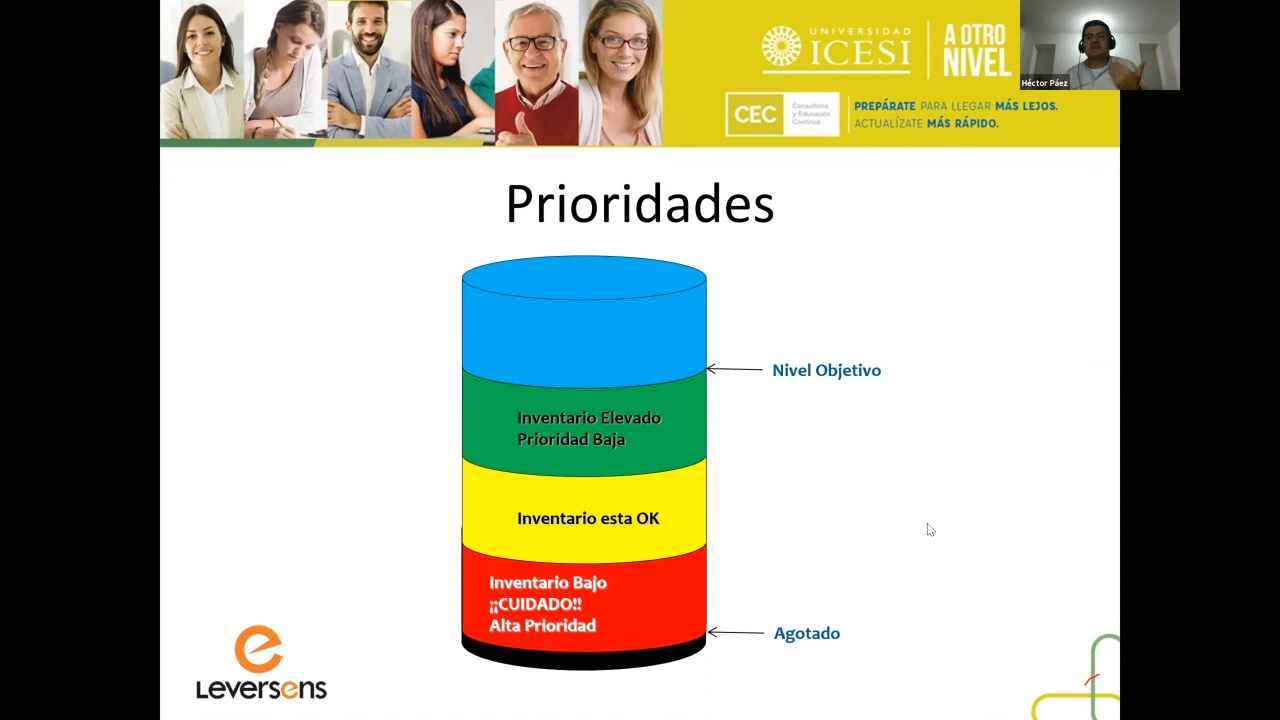 UNIVERSIDAD
ICESI
A OTRO
NIVEL
Héctor Páez
CEC
Consultoría
y Educación
Continua
PREPÁRATE PARA LLEGAR MÁS LEJOS.
ACTUALÍZATE MÁS RÁPIDO.
Prioridades
Nivel Objetivo
Inventario Elevado
Prioridad Baja
Inventario esta OK
Inventario Bajo
¡¡CUIDADO!!
Alta Prioridad
Agotado
Leversens